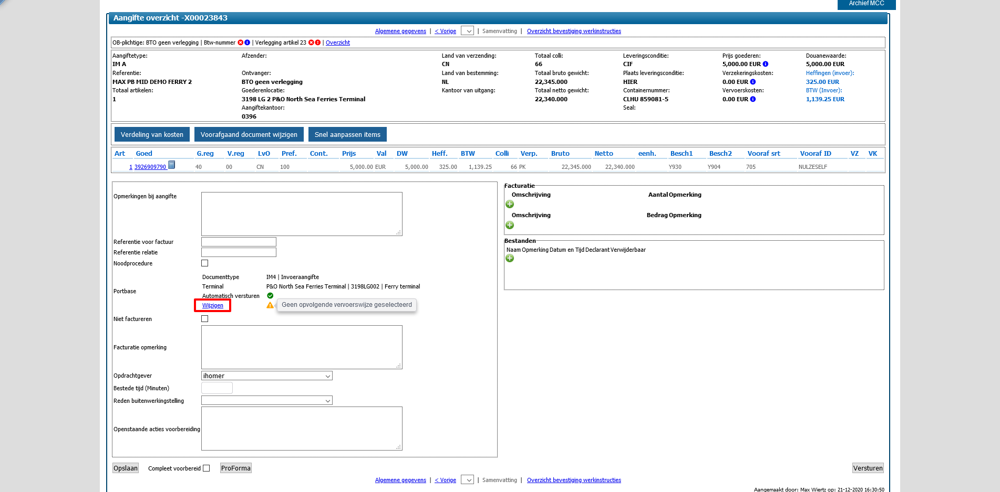 Archief MCC
Aangifte overzicht -X00023843
Algemene gegevens | < Vorige | Samenvatting | Overzicht bevestiging werkinstructies
OB-plichtige: BTO geen verlegging | Btw-nummer | Verlegging artikel 23 | Overzicht
Aangiftetype: Afzender: Land van verzending: Totaal colli: Leveringsconditie: Prijs goederen: Douanewaarde:
IM A CN 66 CIF 5,000.00 EUR 5,000.00 EUR
Referentie: Ontvanger: Land van bestemming: Totaal bruto gewicht: Plaats leveringsconditie: Verzekeringskosten: Heffingen (invoer):
MAX PB MID DEMO FERRY 2 BTO geen verlegging NL 22,345.000 HIER 0.00 EUR 325.00 EUR
Totaal artikelen: Goederenlocatie: Kantoor van uitgang: Totaal netto gewicht: Containernummer: Vervoerskosten: BTW (Invoer):
1 3198 LG 2 P&O North Sea Ferries Terminal 22,340.000 CLHU 859081-5 0.00 EUR 1,139.25 EUR
Aangiftekantoor: Seal:
0396
Verdeling van kosten Voorafgaand document wijzigen Snel aanpassen items
Art Goed G.reg V.reg LvO Pref. Cont. Prijs Val DW Heff. BTW Colli Verp. Bruto Netto eenh. Besch1 Besch2 Vooraf srt Vooraf ID VZ VK
1 3926909790 40 00 CN 100 5,000.00 EUR 5,000.00 325.00 1,139.25 66 PK 22,345.000 22,340.000 Y930 Y904 705 NULZESELF
Opmerkingen bij aangifte
Referentie voor factuur
Referentie relatie
Noodprocedure
Portbase
Documenttype IM4 | Invoeraangifte
Terminal P&O North Sea Ferries Terminal | 3198LG002 | Ferry terminal
Automatisch versturen
Wijzigen Geen opvolgende vervoerswijze geselecteerd
Niet factureren
Facturatie opmerking
Opdrachtgever ihomer
Bestede tijd (Minuten)
Reden buitenwerkingstelling
Openstaande acties voorbereiding
Facturatie
Omschrijving Aantal Opmerking
Omschrijving Bedrag Opmerking
Bestanden
Naam Opmerking Datum en Tijd Declarant Verwijderbaar
Opslaan Compleet voorbereid ProForma Versturen
Algemene gegevens | < Vorige | Samenvatting | Overzicht bevestiging werkinstructies
Aangemaakt door: Max Wiertz op: 21-12-2020 16:30:50